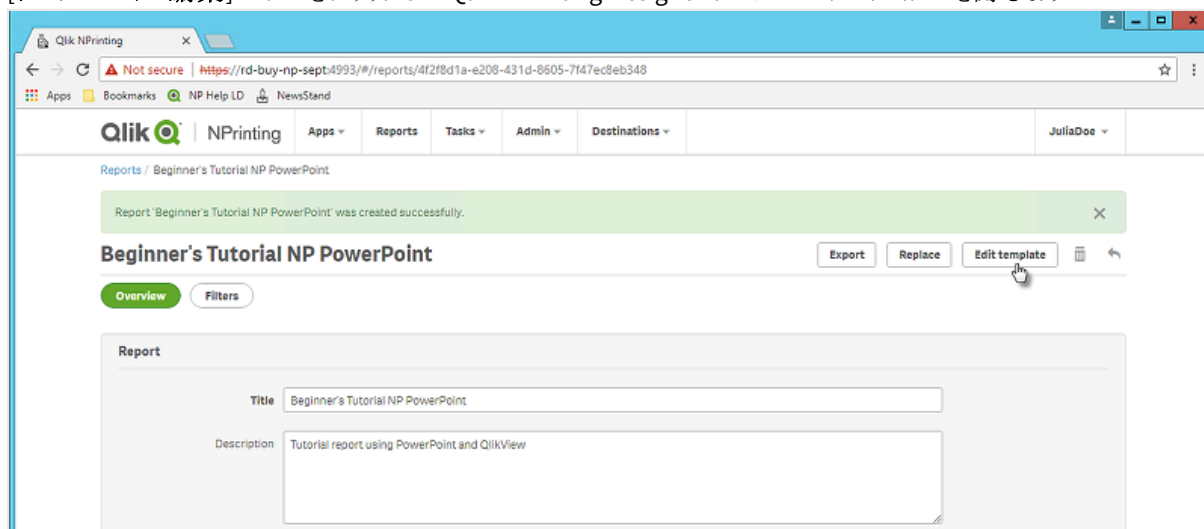 Qlik NPrinting
Not secure | https://rd-buy-np-sept:4993/#/reports/4f2f8d1a-e208-431d-8605-7f47ec8eb348
Apps Bookmarks NP Help LD NewsStand
Qlik NPrinting Apps Reports Tasks Admin Destinations JuliaDoe
Reports / Beginner's Tutorial NP PowerPoint
Report 'Beginner's Tutorial NP PowerPoint' was created successfully.
Beginner's Tutorial NP PowerPoint Export Replace Edit template
Overview Filters
Report
Title Beginner's Tutorial NP PowerPoint
Description Tutorial report using PowerPoint and QlikView